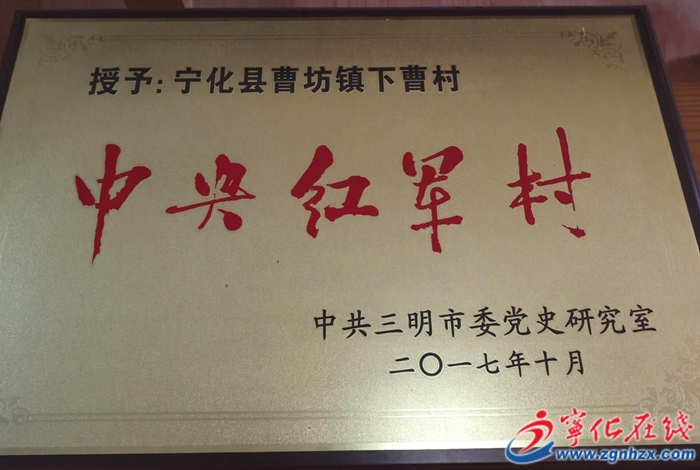 授予:宁化县曹坊镇下曹村
中央红军村
中共三明市委党史研究室
二〇一七年十月
宁化在线
www.zgnhzx.com